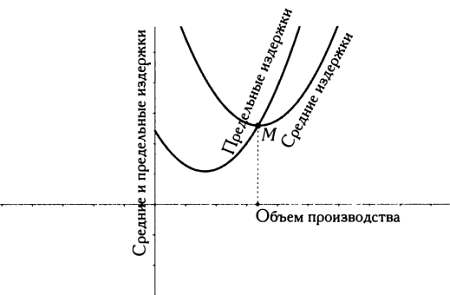 Средние и предельные издержки
Предельные издержки
Средние издержки
M
Объем производства